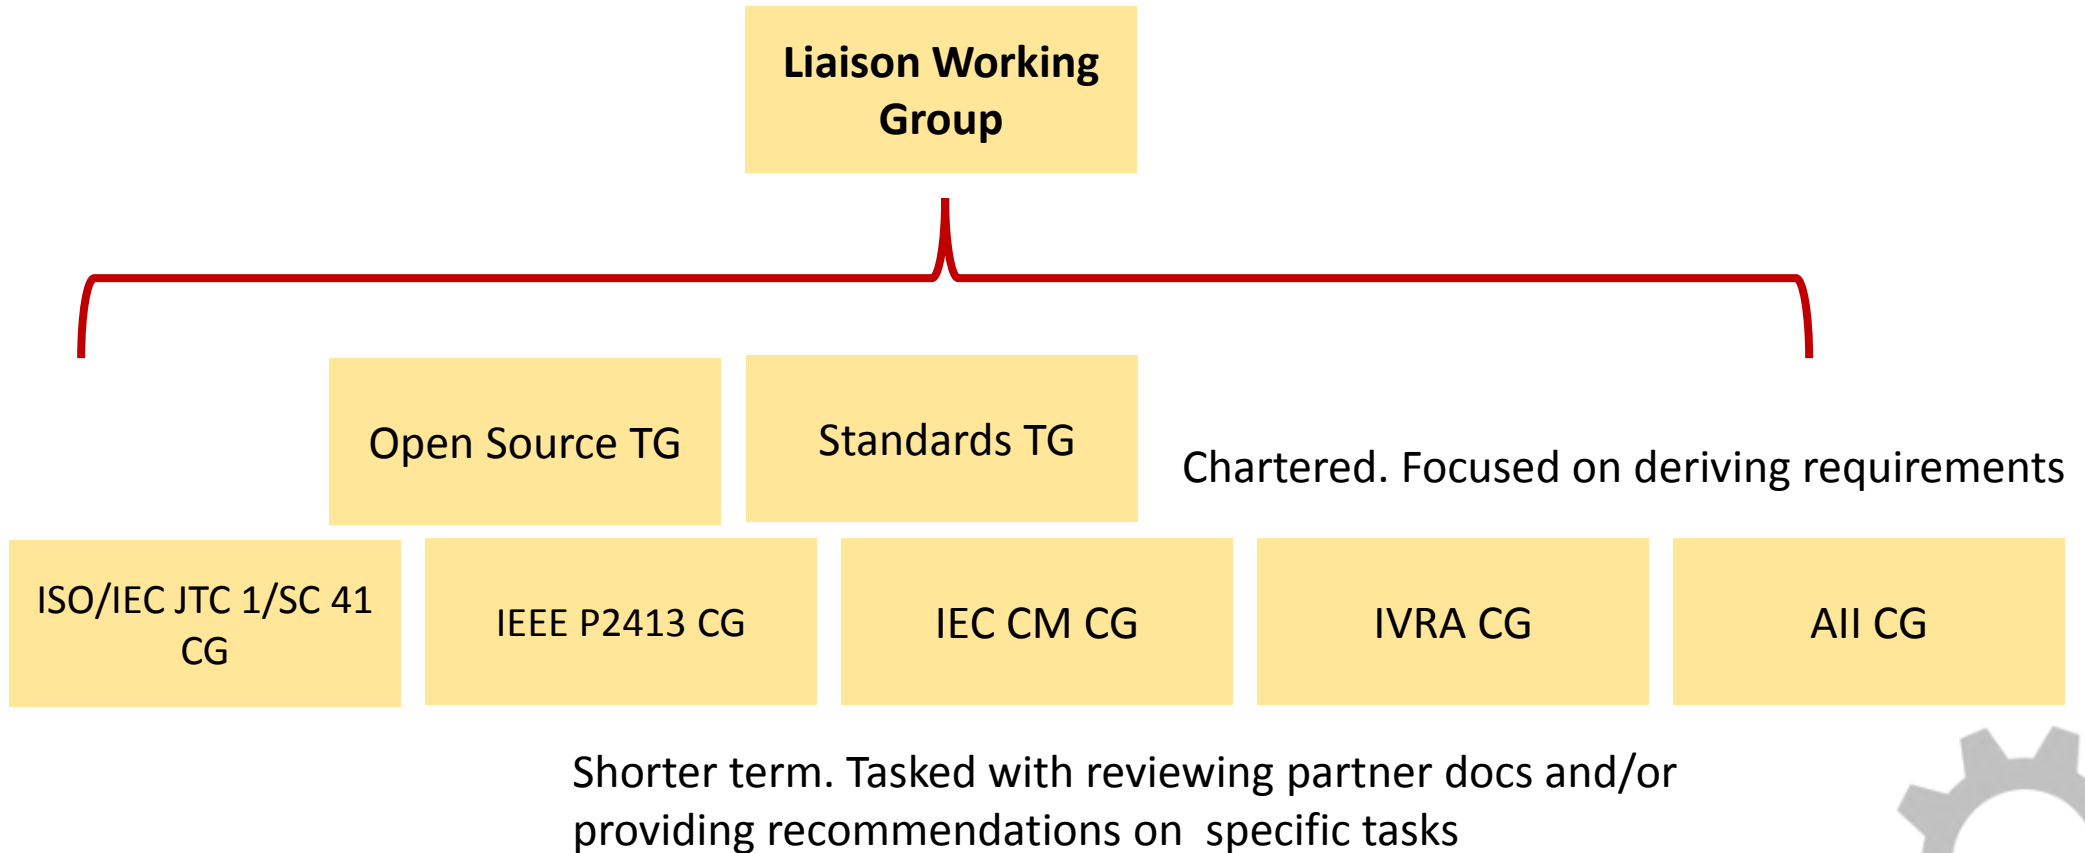 Liaison Working
Group
Open Source TG
Standards TG
Chartered. Focused on deriving requirements
ISO/IEC JTC 1/SC 41
CG
IEEE P2413 CG
IEC CM CG
IVRA CG
AII CG
Shorter term. Tasked with reviewing partner docs and/or
providing recommendations on  specific tasks